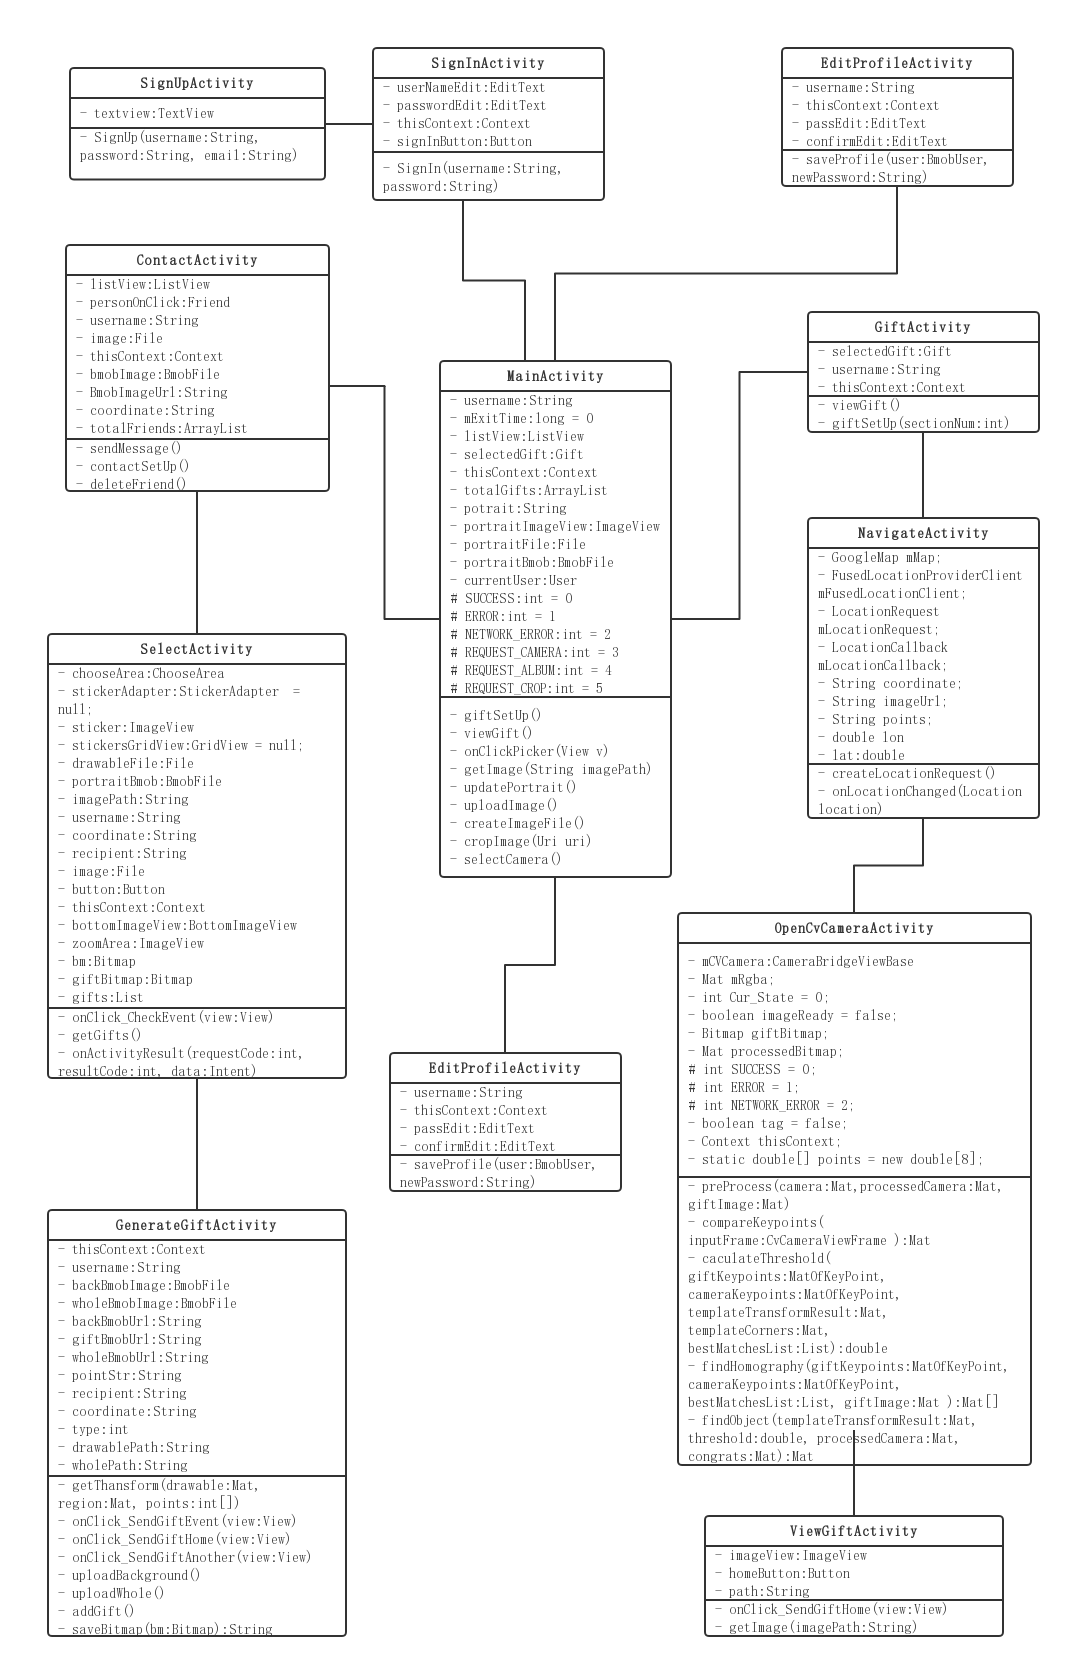 SignUpActivity
- textview:TextView
- SignUp(username:String,
password:String, email:String)
SignInActivity
- userNameEdit:EditText
- passwordEdit:EditText
- thisContext:Context
- signInButton:Button
- SignIn(username:String,
password:String)
EditProfileActivity
- username:String
- thisContext:Context
- passEdit:EditText
- confirmEdit:EditText
- saveProfile(user:BmobUser,
newPassword:String)
ContactActivity
- listView:ListView
- personOnClick:Friend
- username:String
- image:File
- thisContext:Context
- bmobImage:BmobFile
- BmobImageUrl:String
- coordinate:String
- totalFriends:ArrayList
- sendMessage()
- contactSetUp()
- deleteFriend()
MainActivity
- username:String
- mExitTime:long = 0
- listView:ListView
- selectedGift:Gift
- thisContext:Context
- totalGifts:ArrayList
- potrait:String
- portraitImageView:ImageView
- portraitFile:File
- portraitBmob:BmobFile
- currentUser:User
# SUCCESS:int = 0
# ERROR:int = 1
# NETWORK_ERROR:int = 2
# REQUEST_CAMERA:int = 3
# REQUEST_ALBUM:int = 4
# REQUEST_CROP:int = 5
- giftSetUp()
- viewGift()
- onClickPicker(View v)
- getImage(String imagePath)
- updatePortrait()
- uploadImage()
- createImageFile()
- cropImage(Uri uri)
- selectCamera()
GiftActivity
- selectedGift:Gift
- username:String
- thisContext:Context
- viewGift()
- giftSetUp(sectionNum:int)
NavigateActivity
- GoogleMap mMap;
- FusedLocationProviderClient
mFusedLocationClient;
- LocationRequest
mLocationRequest;
- LocationCallback
mLocationCallback;
- String coordinate;
- String imageUrl;
- String points;
- double lon
- lat:double
- createLocationRequest()
- onLocationChanged(Location
location)
SelectActivity
- chooseArea:ChooseArea
- stickerAdapter:StickerAdapter =
null;
- sticker:ImageView
- stickersGridView:GridView = null;
- drawableFile:File
- portraitBmob:BmobFile
- imagePath:String
- username:String
- coordinate:String
- recipient:String
- image:File
- button:Button
- thisContext:Context
- bottomImageView:BottomImageView
- zoomArea:ImageView
- bm:Bitmap
- giftBitmap:Bitmap
- gifts:List
- onClick_CheckEvent(view:View)
- getGifts()
- onActivityResult(requestCode:int,
resultCode:int, data:Intent)
OpenCvCameraActivity
- mCVCamera:CameraBridgeViewBase
- Mat mRgba;
- int Cur_State = 0;
- boolean imageReady = false;
- Bitmap giftBitmap;
- Mat processedBitmap;
# int SUCCESS = 0;
# int ERROR = 1;
# int NETWORK_ERROR = 2;
- boolean tag = false;
- Context thisContext;
- static double[] points = new double[8];
- preProcess(camera:Mat,processedCamera:Mat,
giftImage:Mat)
- compareKeypoints(
inputFrame:CvCameraViewFrame ):Mat
- caculateThreshold(
giftKeypoints:MatOfKeyPoint,
cameraKeypoints:MatOfKeyPoint,
templateTransformResult:Mat,
templateCorners:Mat,
bestMatchesList:List):double
- findHomography(giftKeypoints:MatOfKeyPoint,
cameraKeypoints:MatOfKeyPoint,
bestMatchesList:List, giftImage:Mat ):Mat[]
- findObject(templateTransformResult:Mat,
threshold:double, processedCamera:Mat,
congrats:Mat):Mat
EditProfileActivity
- username:String
- thisContext:Context
- passEdit:EditText
- confirmEdit:EditText
- saveProfile(user:BmobUser,
newPassword:String)
GenerateGiftActivity
- thisContext:Context
- username:String
- backBmobImage:BmobFile
- wholeBmobImage:BmobFile
- backBmobUrl:String
- giftBmobUrl:String
- wholeBmobUrl:String
- pointStr:String
- recipient:String
- coordinate:String
- type:int
- drawablePath:String
- wholePath:String
- getThansform(drawable:Mat,
region:Mat, points:int[])
- onClick_SendGiftEvent(view:View)
- onClick_SendGiftHome(view:View)
- onClick_SendGiftAnother(view:View)
- uploadBackground()
- uploadWhole()
- addGift()
- saveBitmap(bm:Bitmap):String
ViewGiftActivity
- imageView:ImageView
- homeButton:Button
- path:String
- onClick_SendGiftHome(view:View)
- getImage(imagePath:String)